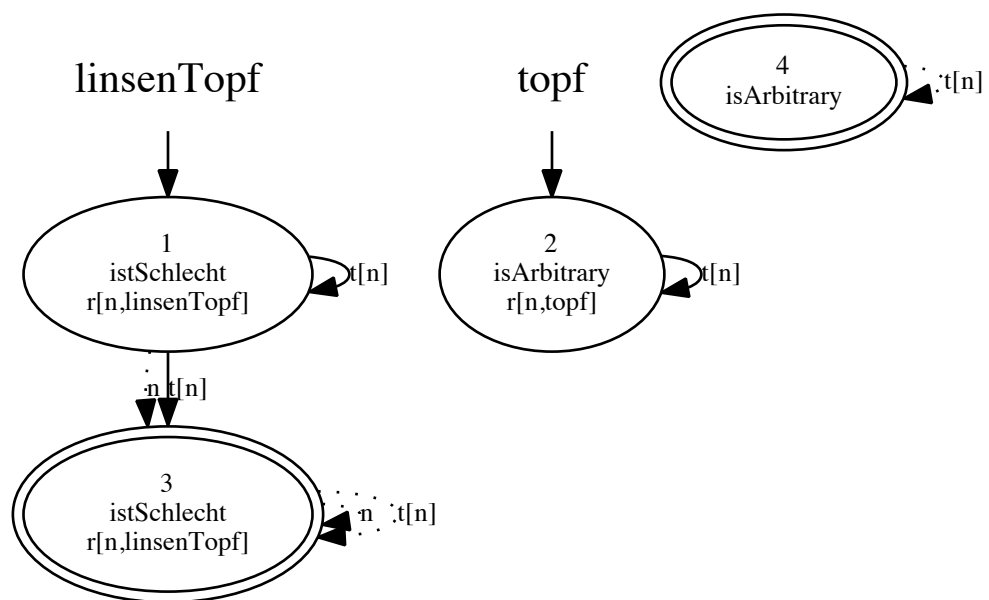 linsenTopf
topf
4
isArbitrary
t[n]
1
istSchlecht
r[n,linsenTopf]
t[n]
2
isArbitrary
r[n,topf]
t[n]
n
t[n]
3
istSchlecht
r[n,linsenTopf]
n
t[n]